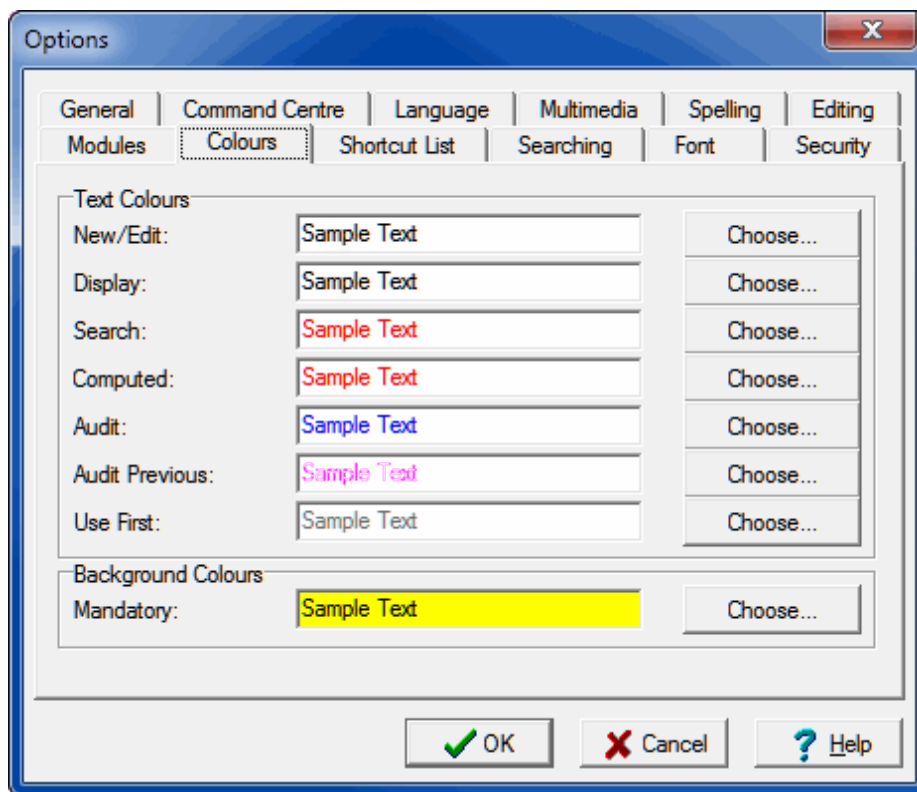 Options
General Command Centre Language Multimedia Spelling Editing
Modules Colours Shortcut List Searching Font Security
Text Colours
New/Edit: Sample Text Choose...
Display: Sample Text Choose...
Search: Sample Text Choose...
Computed: Sample Text Choose...
Audit: Sample Text Choose...
Audit Previous: Sample Text Choose...
Use First: Sample Text Choose...
Background Colours
Mandatory: Sample Text Choose...
OK Cancel Help